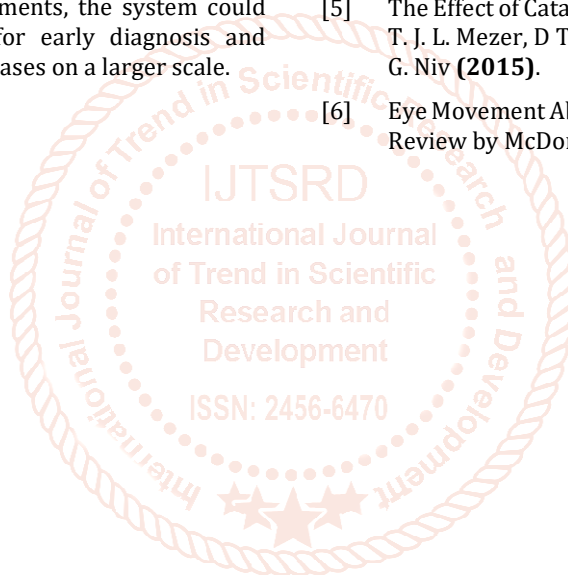 ments, the system could
for early diagnosis and
ases on a larger scale.
[5] The Effect of Cata
T. J. L. Mezer, D T
G. Niv (2015).
[6] Eye Movement Ab
Review by McDor
International Journal of Trend in Scientific Research and Development
IJTSRD
International Journal
of Trend in Scientific
Research and
Development
ISSN: 2456-6470